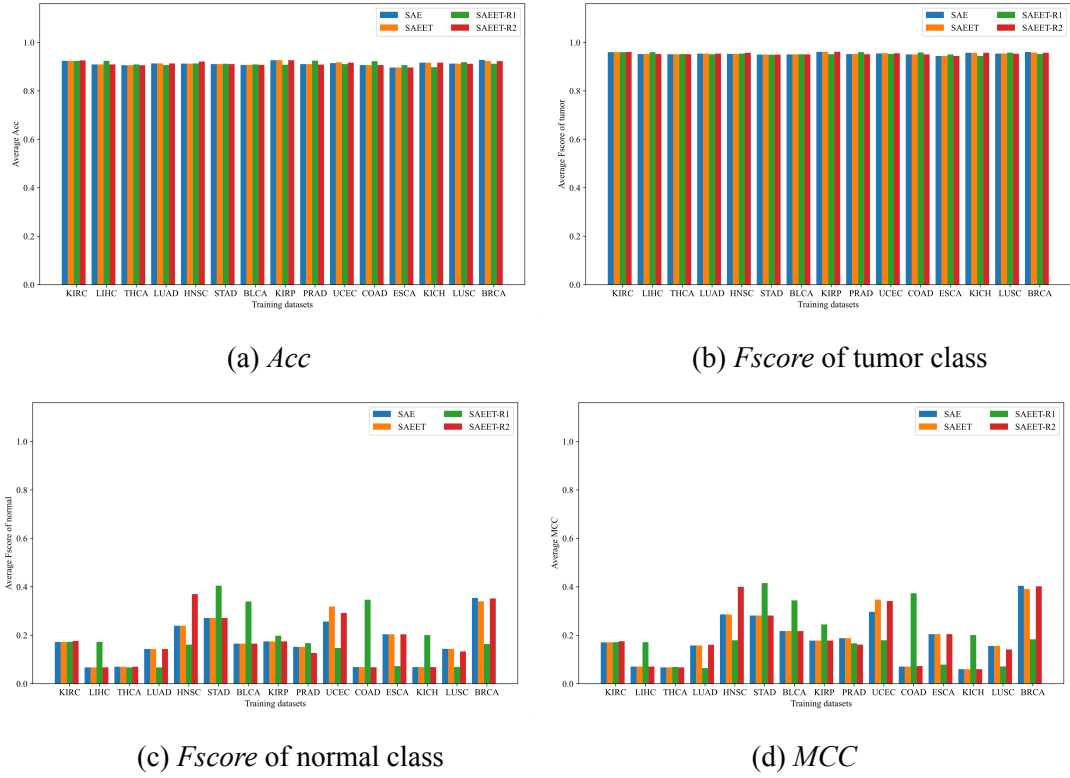 SAE SAEET-R1
SAEET SAEET-R2
1.0
0.8
0.6
0.4
0.2
0.0
Average Acc
KIRC LIHC THCA LUAD HNSC STAD BLCA KIRP PRAD UCEC COAD ESCA KICH LUSC BRCA
Training datasets
(a) Acc
SAE SAEET-R1
SAEET SAEET-R2
1.0
0.8
0.6
0.4
0.2
0.0
Average Fscore of tumor
KIRC LIHC THCA LUAD HNSC STAD BLCA KIRP PRAD UCEC COAD ESCA KICH LUSC BRCA
Training datasets
(b) Fscore of tumor class
SAE SAEET-R1
SAEET SAEET-R2
1.0
0.8
0.6
0.4
0.2
0.0
Average Fscore of normal
KIRC LIHC THCA LUAD HNSC STAD BLCA KIRP PRAD UCEC COAD ESCA KICH LUSC BRCA
Training datasets
(c) Fscore of normal class
SAE SAEET-R1
SAEET SAEET-R2
1.0
0.8
0.6
0.4
0.2
0.0
Average MCC
KIRC LIHC THCA LUAD HNSC STAD BLCA KIRP PRAD UCEC COAD ESCA KICH LUSC BRCA
Training datasets
(d) MCC